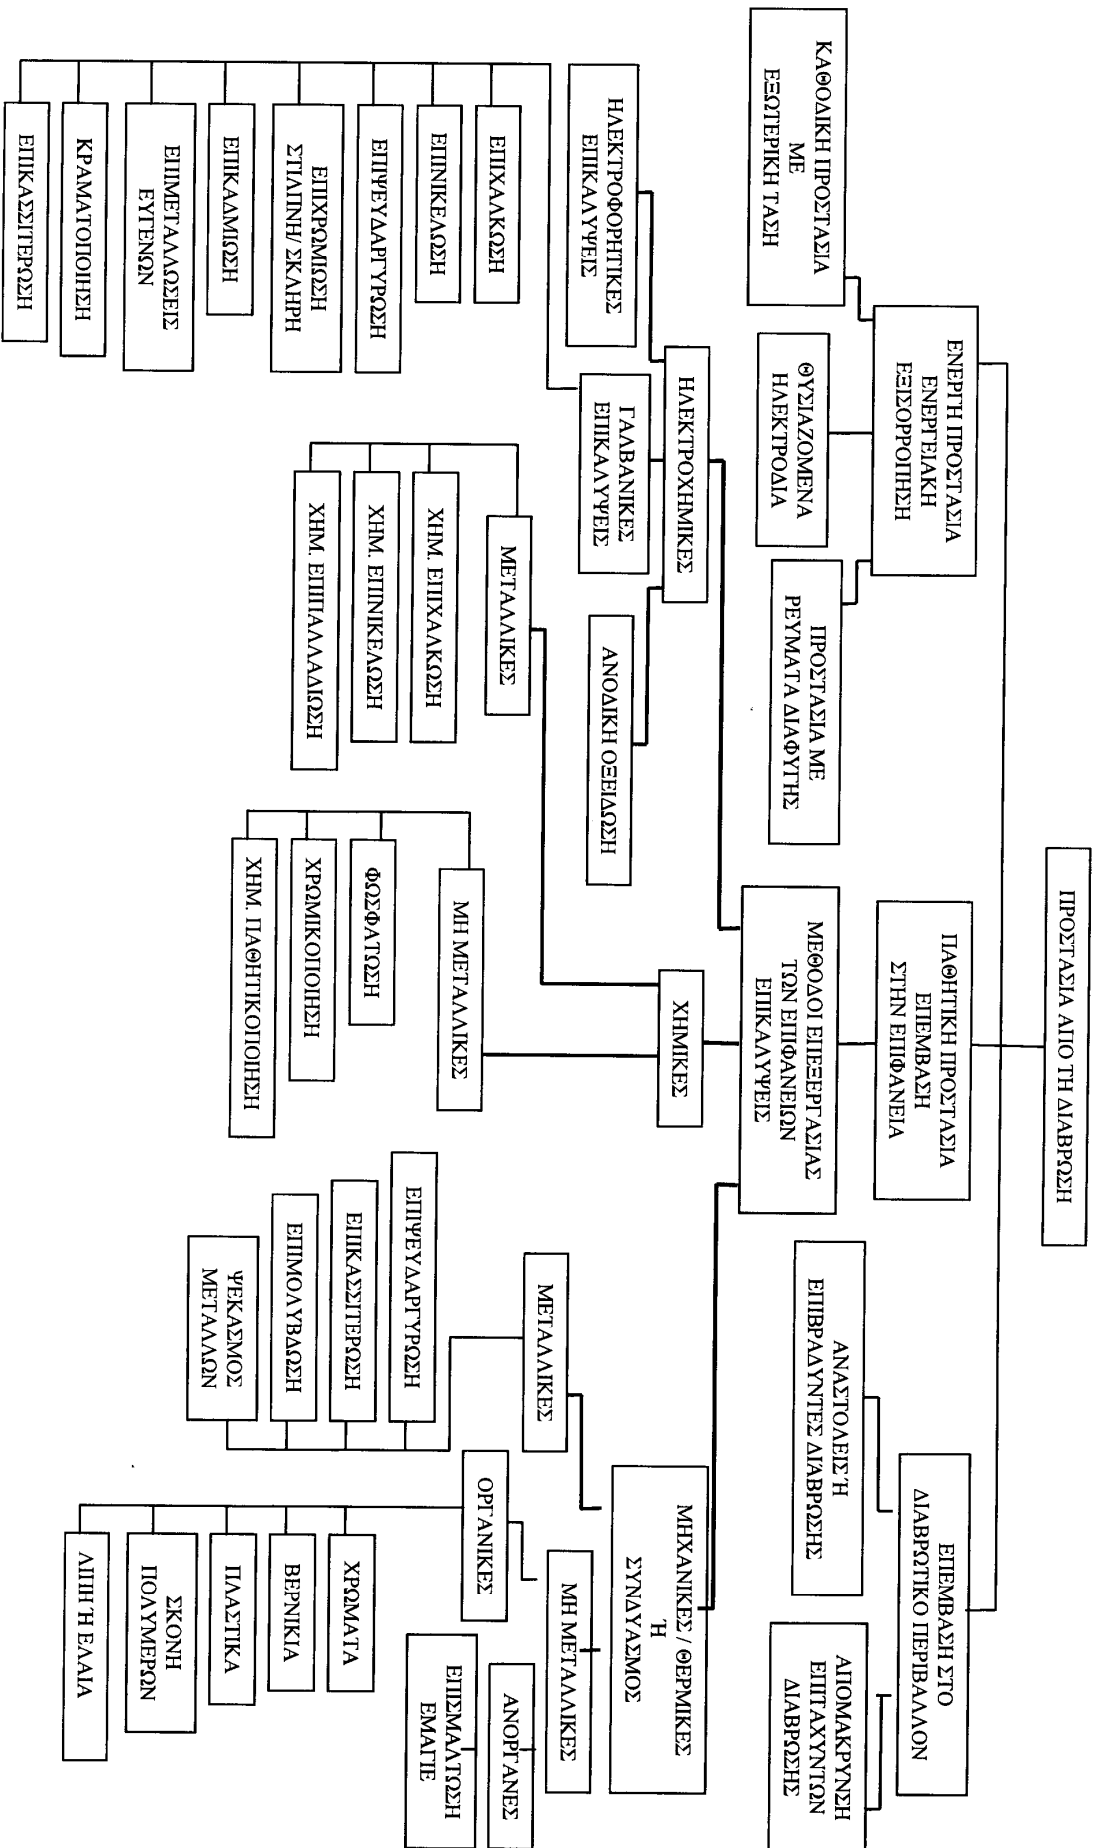 ΠΡΟΣΤΑΣΙΑ ΑΠΟ ΤΗ ΔΙΑΒΡΩΣΗ
ΕΝΕΡΓΗ ΠΡΟΣΤΑΣΙΑ
ΕΝΕΡΓΕΙΑΚΗ
ΕΞΙΣΟΡΡΟΠΗΣΗ
ΠΑΘΗΤΙΚΗ ΠΡΟΣΤΑΣΙΑ
ΕΠΕΜΒΑΣΗ
ΣΤΗΝ ΕΠΙΦΑΝΕΙΑ
ΕΠΕΜΒΑΣΗ ΣΤΟ
ΔΙΑΒΡΩΤΙΚΟ ΠΕΡΙΒΑΛΛΟΝ
ΚΑΘΟΔΙΚΗ ΠΡΟΣΤΑΣΙΑ
ΜΕ
ΕΞΩΤΕΡΙΚΗ ΤΑΣΗ
ΘΥΣΙΑΖΟΜΕΝΑ
ΗΛΕΚΤΡΟΔΙΑ
ΠΡΟΣΤΑΣΙΑ ΜΕ
ΡΕΥΜΑΤΑ ΔΙΑΦΥΓΗΣ
ΜΕΘΟΔΟΙ ΕΠΕΞΕΡΓΑΣΙΑΣ
ΤΩΝ ΕΠΙΦΑΝΕΙΩΝ
ΕΠΙΚΑΛΥΨΕΙΣ
ΑΝΑΣΤΟΛΕΙΣ Ή
ΕΠΙΒΡΑΔΥΝΤΕΣ ΔΙΆΒΡΩΣΗΣ
ΑΠΟΜΑΚΡΥΝΣΗ
ΕΠΙΤΑΧΥΝΤΩΝ
ΔΙΑΒΡΩΣΗΣ
ΗΛΕΚΤΡΟΧΗΜΙΚΕΣ
ΧΗΜΙΚΕΣ
ΜΗΧΑΝΙΚΕΣ / ΘΕΡΜΙΚΕΣ
Ή
ΣΥΝΔΥΑΣΜΟΣ
ΗΛΕΚΤΡΟΦΟΡΗΤΙΚΕΣ
ΕΠΙΚΑΛΥΨΕΙΣ
ΓΑΛΒΑΝΙΚΕΣ
ΕΠΙΚΑΛΥΨΕΙΣ
ΑΝΟΔΙΚΗ ΟΞΕΙΔΩΣΗ
ΕΠΙΧΑΛΚΩΣΗ
ΕΠΙΝΙΚΕΛΩΣΗ
ΕΠΙΨΕΥΔΑΡΓΥΡΩΣΗ
ΕΠΙΧΡΩΜΙΩΣΗ
ΣΤΙΛΠΝΗ/ ΣΚΛΗΡΗ
ΕΠΙΚΑΔΜΙΩΣΗ
ΕΠΙΜΕΤΑΛΛΩΣΕΙΣ
ΕΥΓΕΝΩΝ
ΚΡΑΜΑΤΟΠΟΙΗΣΗ
ΕΠΙΚΑΣΣΙΤΕΡΩΣΗ
ΜΕΤΑΛΛΙΚΕΣ
ΧΗΜ. ΕΠΙΧΑΛΚΩΣΗ
ΧΗΜ. ΕΠΙΝΙΚΕΛΩΣΗ
ΧΗΜ. ΕΠΙΠΑΛΛΑΔΙΩΣΗ
ΜΗ ΜΕΤΑΛΛΙΚΕΣ
ΦΩΣΦΑΤΩΣΗ
ΧΡΩΜΙΚΟΠΟΙΗΣΗ
ΧΗΜ. ΠΑΘΗΤΙΚΟΠΟΙΗΣΗ
ΜΕΤΑΛΛΙΚΕΣ
ΕΠΙΨΕΥΔΑΡΓΥΡΩΣΗ
ΕΠΙΚΑΣΣΙΤΕΡΩΣΗ
ΕΠΙΜΟΛΥΒΔΩΣΗ
ΨΕΚΑΣΜΟΣ
ΜΕΤΑΛΛΩΝ
ΜΗ ΜΕΤΑΛΛΙΚΕΣ
ΟΡΓΑΝΙΚΕΣ
ΧΡΩΜΑΤΑ
ΒΕΡΝΙΚΙΑ
ΠΛΑΣΤΙΚΑ
ΣΚΟΝΗ
ΠΟΛΥΜΕΡΩΝ
ΛΙΠΗ Ή ΕΛΑΙΑ
ΑΝΟΡΓΑΝΕΣ
ΕΠΙΣΜΑΛΤΩΣΗ
ΕΜΑΓΙΕ